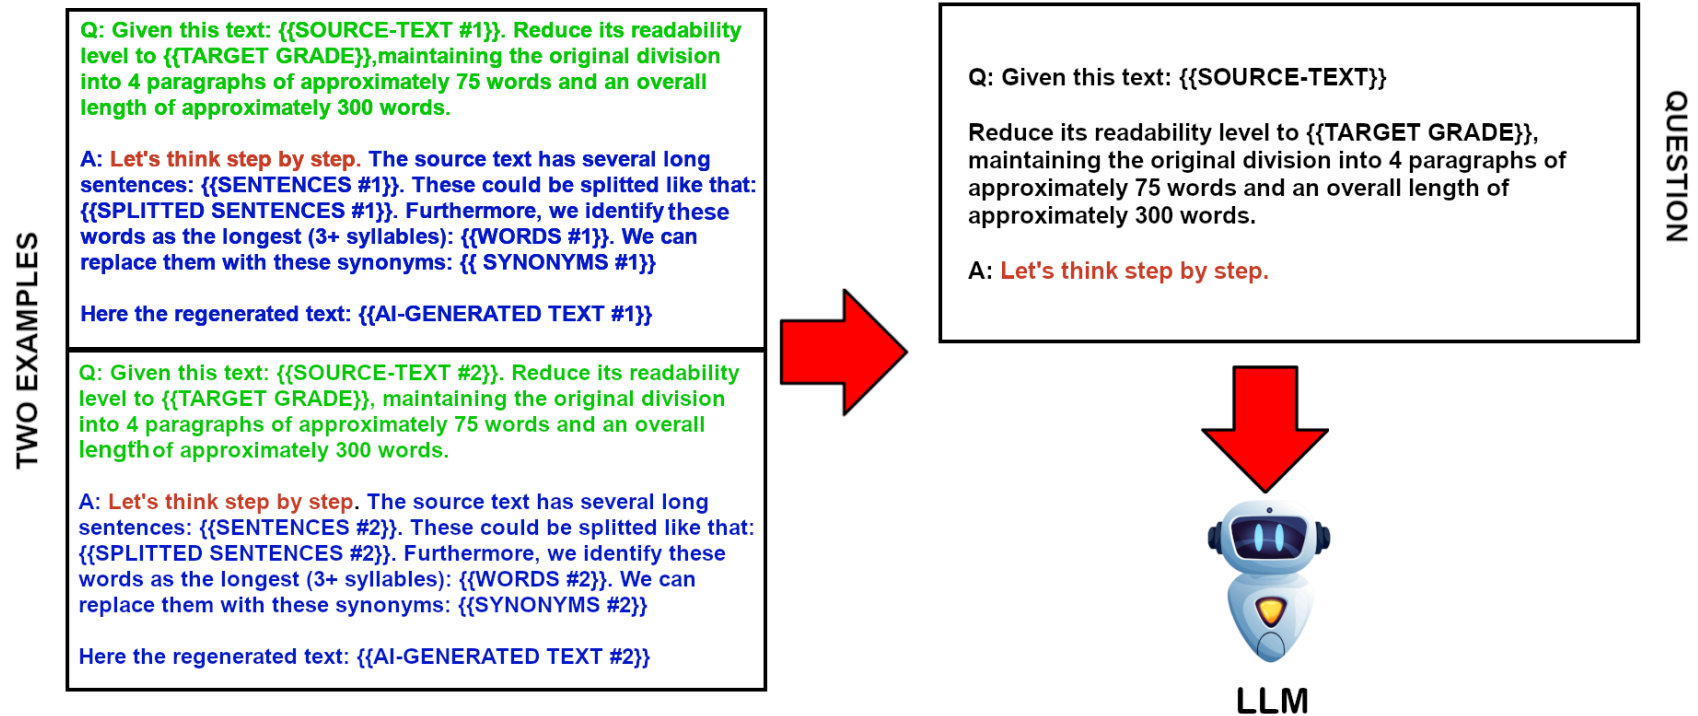 TWO EXAMPLES
Q: Given this text: {{SOURCE-TEXT #1}}. Reduce its readability
level to {{TARGET GRADE}},maintaining the original division
into 4 paragraphs of approximately 75 words and an overall
length of approximately 300 words.
A: Let's think step by step. The source text has several long
sentences: {{SENTENCES #1}}. These could be splitted like that:
{{SPLITTED SENTENCES #1}}. Furthermore, we identify these
words as the longest (3+ syllables): {{WORDS #1}}. We can
replace them with these synonyms: {{ SYNONYMS #1}}
Here the regenerated text: {{AI-GENERATED TEXT #1}}
Q: Given this text: {{SOURCE-TEXT #2}}. Reduce its readability
level to {{TARGET GRADE}}, maintaining the original division
into 4 paragraphs of approximately 75 words and an overall
length of approximately 300 words.
A: Let's think step by step. The source text has several long
sentences: {{SENTENCES #2}}. These could be splitted like that:
{{SPLITTED SENTENCES #2}}. Furthermore, we identify these
words as the longest (3+ syllables): {{WORDS #2}}. We can
replace them with these synonyms: {{SYNONYMS #2}}
Here the regenerated text: {{AI-GENERATED TEXT #2}}
Q: Given this text: {{SOURCE-TEXT}}
Reduce its readability level to {{TARGET GRADE}},
maintaining the original division into 4 paragraphs of
approximately 75 words and an overall length of
approximately 300 words.
A: Let's think step by step.
QUESTION
LLM